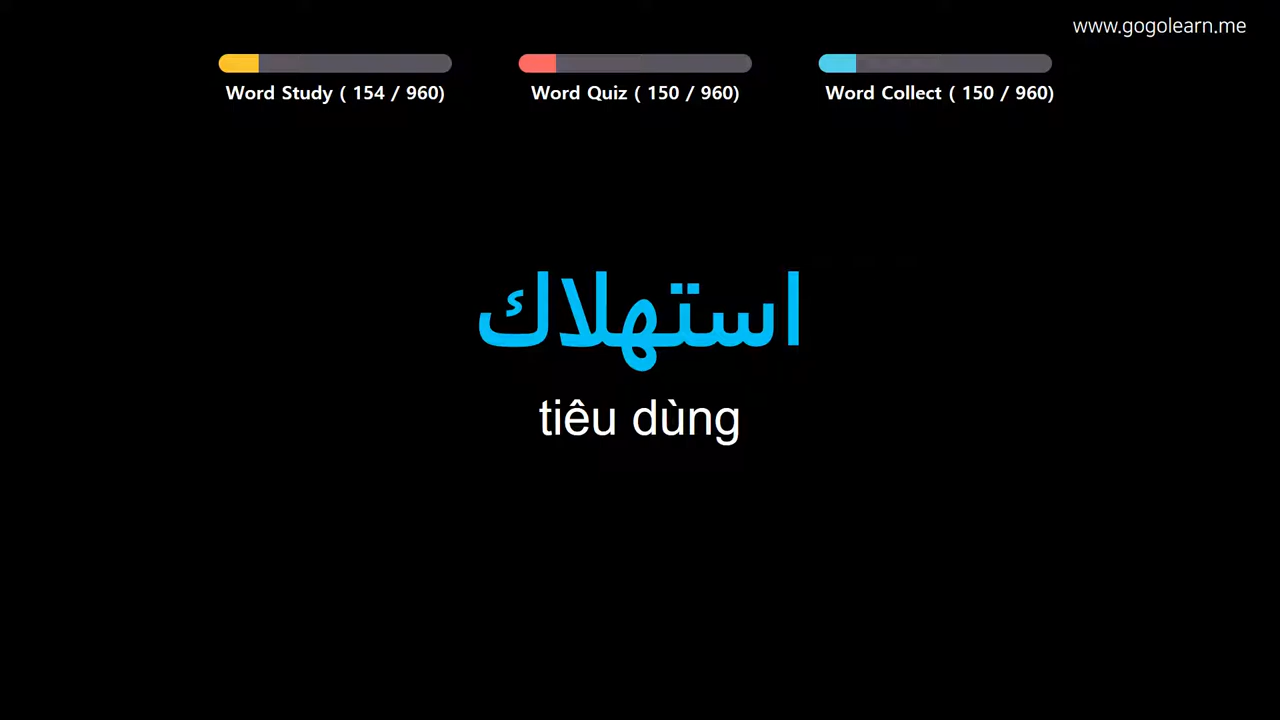 www.gogolearn.me
Word Study ( 154 / 960)
Word Quiz ( 150 / 960)
Word Collect ( 150 / 960)
استهلاك
tiêu dùng